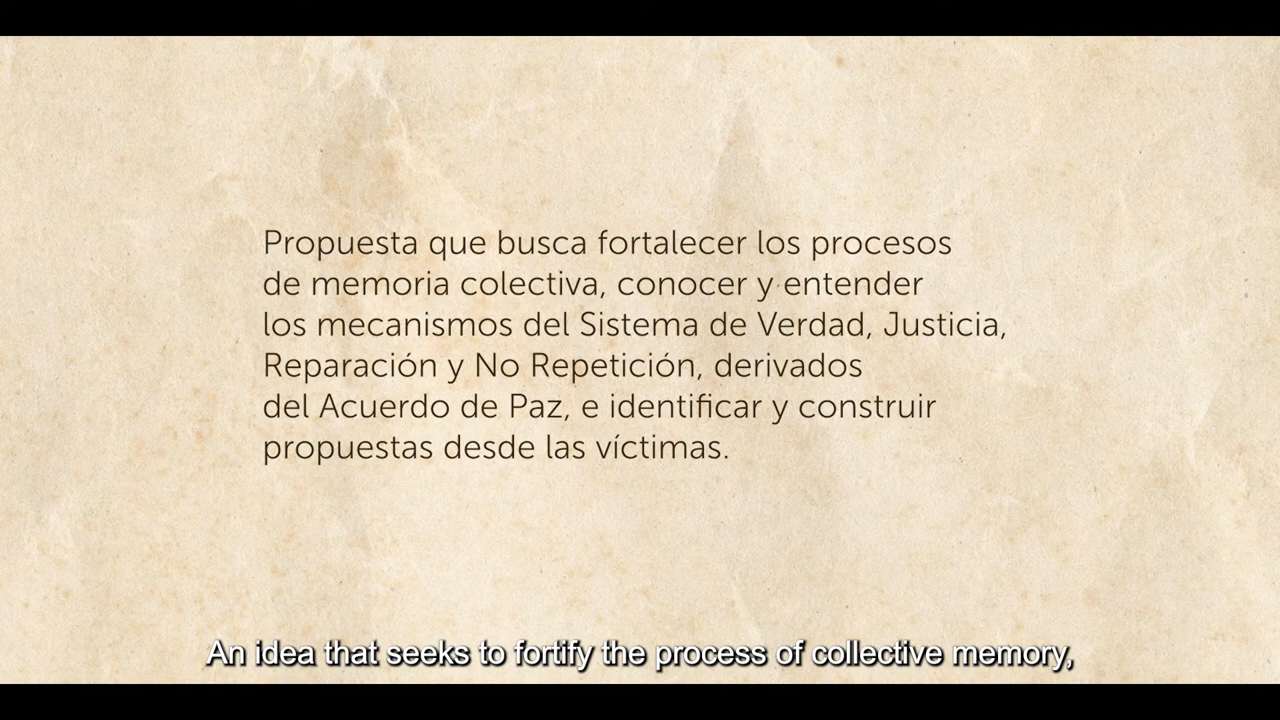 Propuesta que busca fortalecer los procesos
de memoria colectiva, conocer y entender
los mecanismos del Sistema de Verdad, Justicia,
Reparación y No Repetición, derivados
del Acuerdo de Paz, e identificar y construir
propuestas desde las víctimas.
An idea that seeks to fortify the process of collective memory,